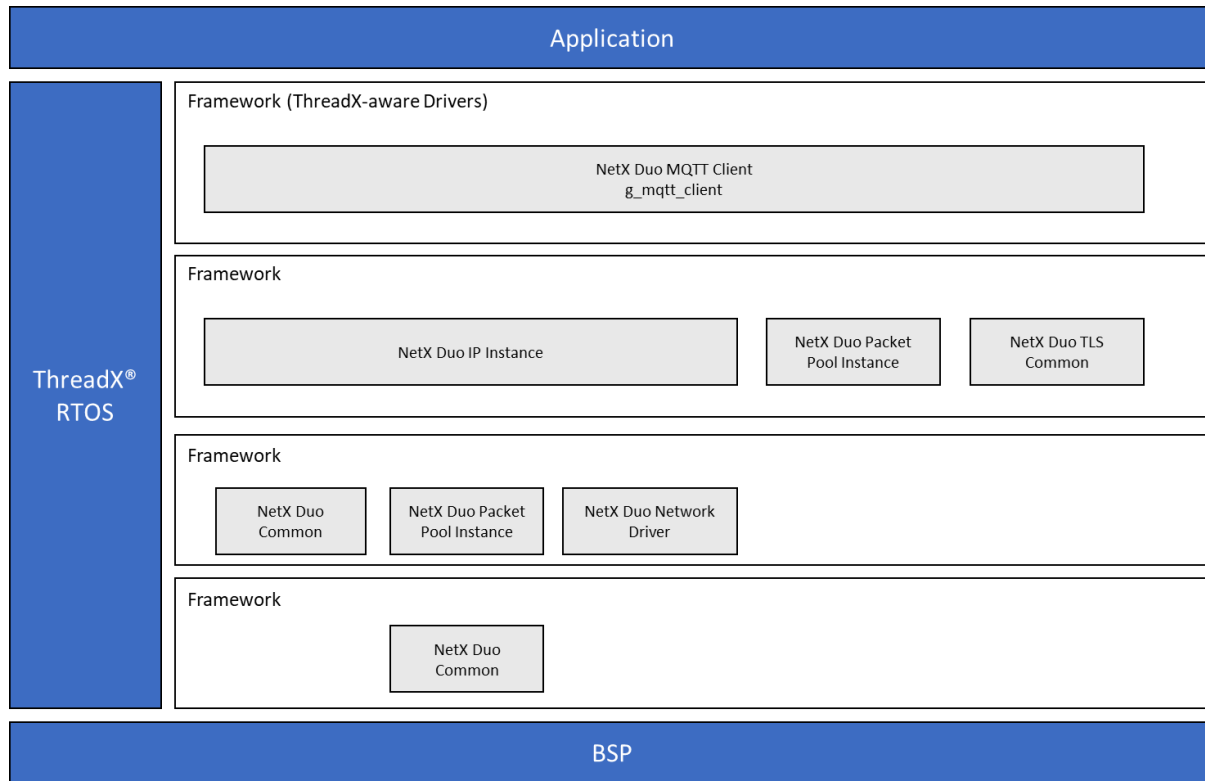 Application
ThreadX®
RTOS
Framework (ThreadX-aware Drivers)
NetX Duo MQTT Client
g_mqtt_client
Framework
NetX Duo IP Instance
NetX Duo Packet
Pool Instance
NetX Duo TLS
Common
Framework
NetX Duo
Common
NetX Duo Packet
Pool Instance
NetX Duo Network
Driver
Framework
NetX Duo
Common
BSP